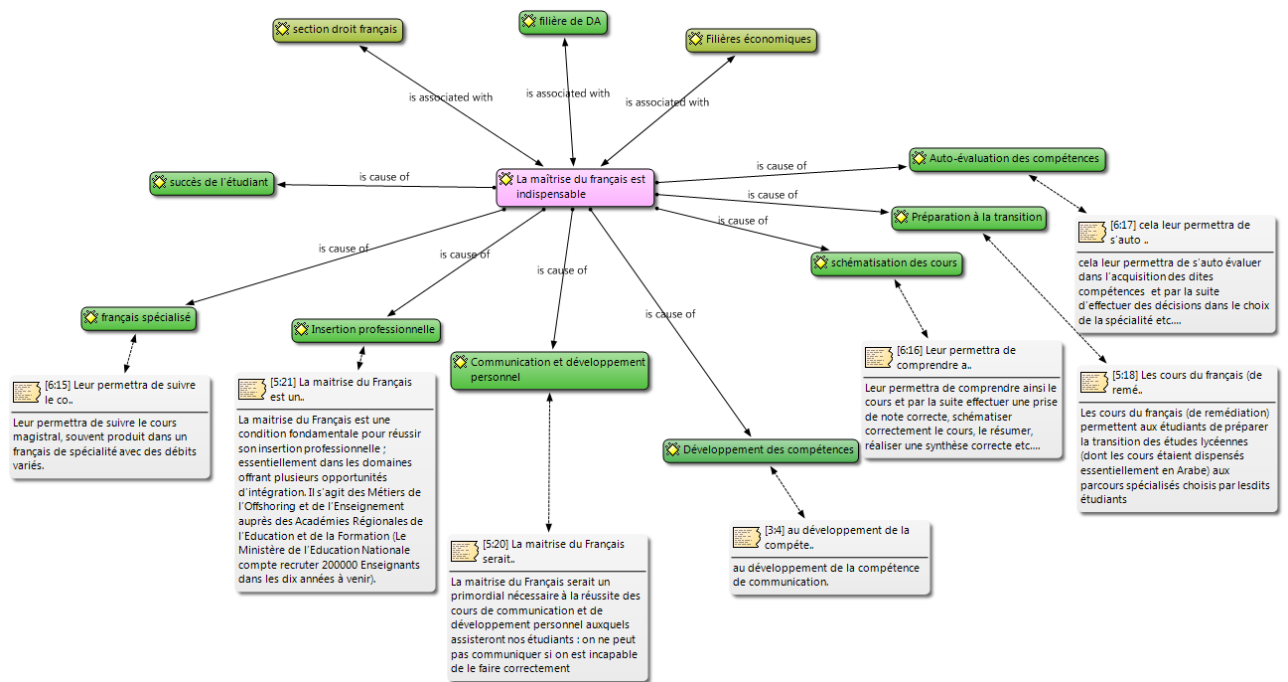 section droit français
filière de DA
Filières économiques
is associated with
is associated with
is associated with
La maîtrise du français est
indispensable
is cause of
succès de l'étudiant
is cause of
Auto-évaluation des compétences
[6:17] cela leur permettra de
s'auto ..
cela leur permettra de s'auto évaluer
dans l'acquisition des dites
compétences et par la suite
d'effectuer des décisions dans le choix
de la spécialité etc....
is cause of
Préparation à la transition
[5:18] Les cours du français (de
remé..
Les cours du français (de remédiation)
permettent aux étudiants de préparer
la transition des études lycéennes
(dont les cours étaient dispensés
essentiellement en Arabe) aux
parcours spécialisés choisis par lesdits
étudiants
is cause of
schématisation des cours
[6:16] Leur permettra de
comprendre a..
Leur permettra de comprendre ainsi le
cours et par la suite effectuer une prise
de note correcte, schématiser
correctement le cours, le résumer,
réaliser une synthèse correcte etc....
is cause of
français spécialisé
[6:15] Leur permettra de suivre
le co..
Leur permettra de suivre le cours
magistral, souvent produit dans un
français de spécialité avec des débits
variés.
is cause of
Insertion professionnelle
[5:21] La maitrise du Français
est un..
La maitrise du Français est une
condition fondamentale pour réussir
son insertion professionnelle ;
essentiellement dans les domaines
offrant plusieurs opportunités
d'intégration. Il s'agit des Métiers de
l'Offshoring et de l'Enseignement
auprès des Académies Régionales de
l'Education et de la Formation (Le
Ministère de l'Education Nationale
compte recruter 200000 Enseignants
dans les dix années à venir).
is cause of
Communication et développement
personnel
[5:20] La maitrise du Français
serait..
La maitrise du Français serait un
primordial nécessaire à la réussite des
cours de communication et de
développement personnel auxquels
assisteront nos étudiants : on ne peut
pas communiquer si on est incapable
de le faire correctement
is cause of
Développement des compétences
[3:4] au développement de la
compéte..
au développement de la compétence
de communication.